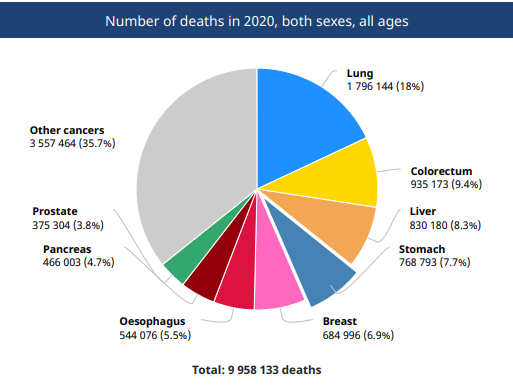 Number of deaths in 2020, both sexes, all ages
Lung
1 796 144 (18%)
Colorectum
935 173 (9.4%)
Liver
830 180 (8.3%)
Stomach
768 793 (7.7%)
Breast
684 996 (6.9%)
Oesophagus
544 076 (5.5%)
Pancreas
466 003 (4.7%)
Prostate
375 304 (3.8%)
Other cancers
3 557 464 (35.7%)
Total: 9 958 133 deaths